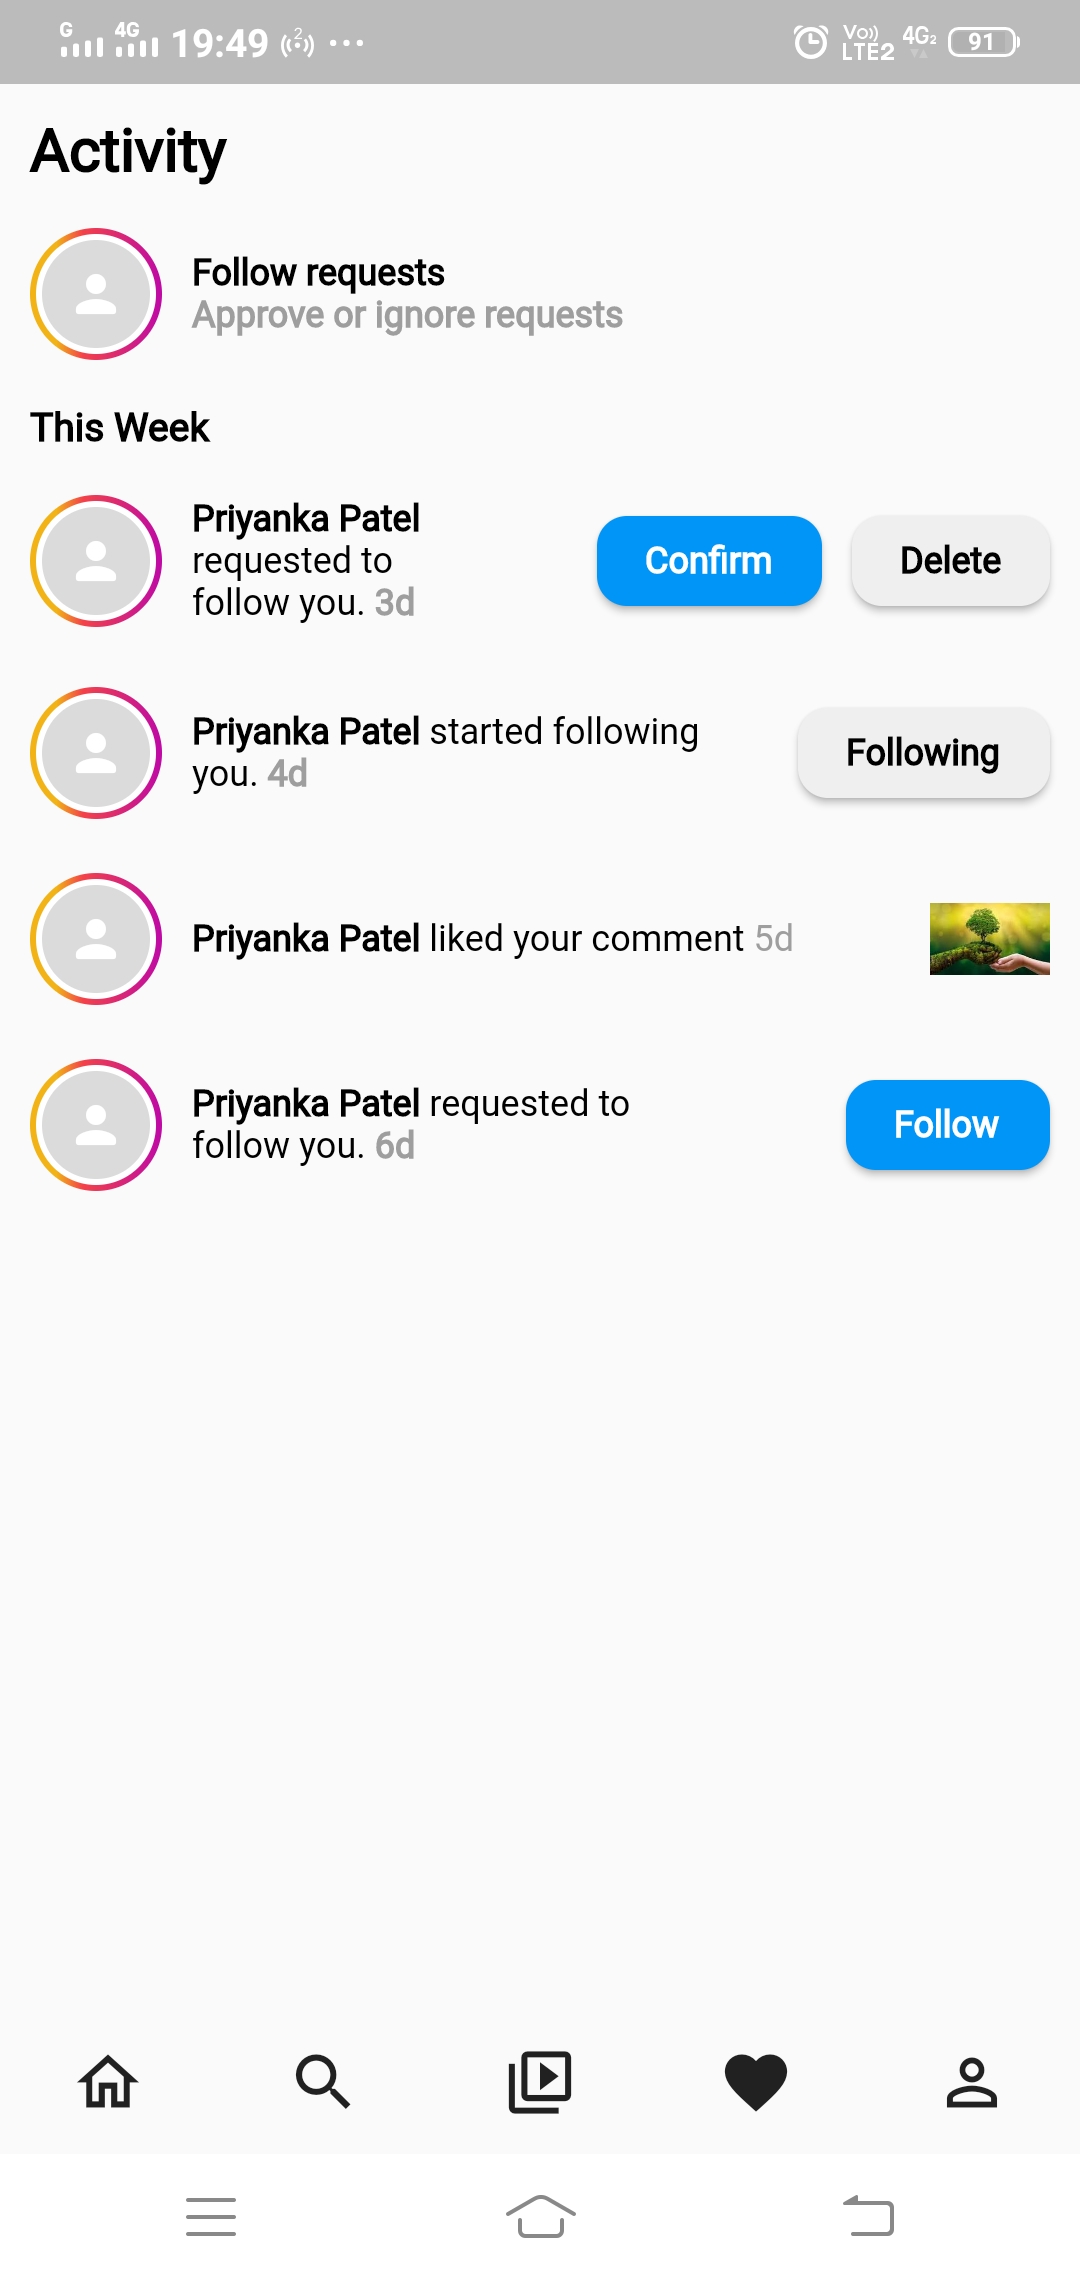 G 4G 19:49 2 Vo) LTE2 4G2 91
Activity
Follow requests
Approve or ignore requests
This Week
Priyanka Patel
requested to
follow you. 3d
Confirm
Delete
Priyanka Patel started following
you. 4d
Following
Priyanka Patel liked your comment 5d
Priyanka Patel requested to
follow you. 6d
Follow